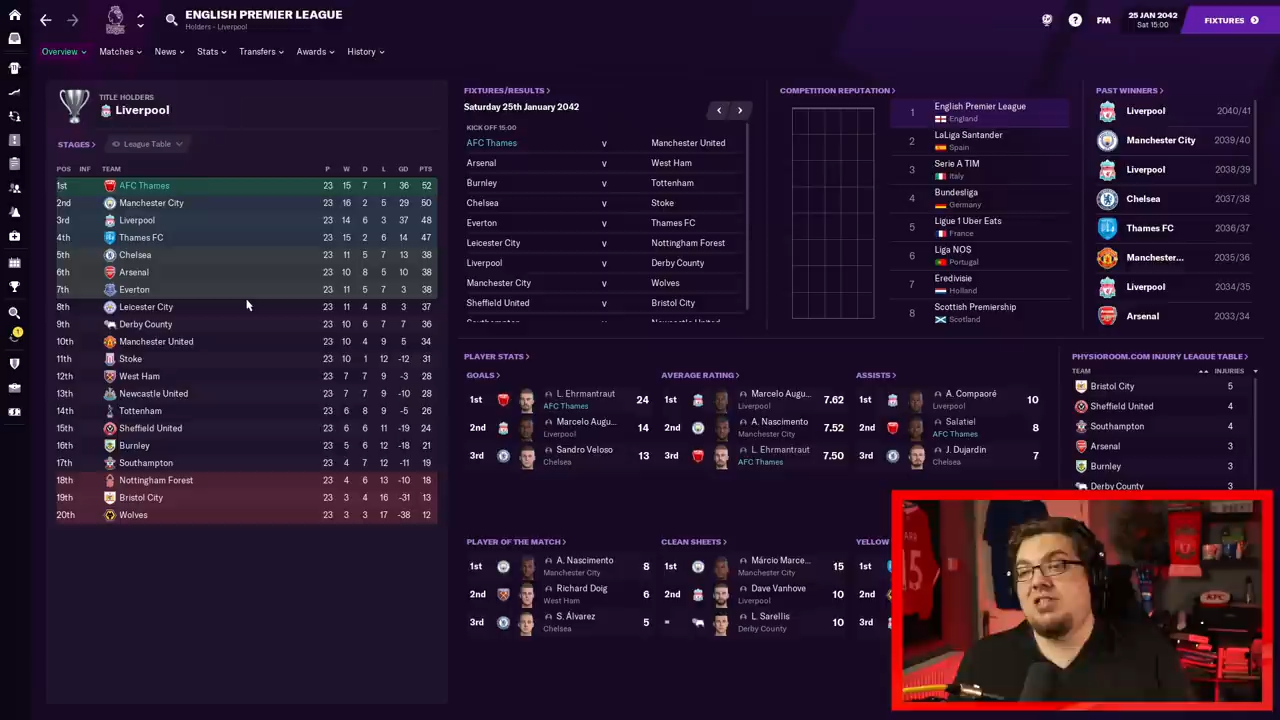 ENGLISH PREMIER LEAGUE
Holders - Liverpool
FM
25 JAN 2042
Sat 15:00
FIXTURES
Overview
Matches
News
Stats
Transfers
Awards
History
TITLE HOLDERS
Liverpool
STAGES
League Table
POS INF TEAM P W D L GD PTS
1st AFC Thames 23 15 7 1 36 52
2nd Manchester City 23 16 2 5 29 50
3rd Liverpool 23 14 6 3 37 48
4th Thames FC 23 15 2 6 14 47
5th Chelsea 23 11 5 7 13 38
6th Arsenal 23 10 8 5 10 38
7th Everton 23 11 5 7 3 38
8th Leicester City 23 11 4 8 3 37
9th Derby County 23 10 6 7 7 36
10th Manchester United 23 10 4 9 5 34
11th Stoke 23 10 1 12 -12 31
12th West Ham 23 7 7 9 -3 28
13th Newcastle United 23 7 7 9 -10 28
14th Tottenham 23 6 8 9 -5 26
15th Sheffield United 23 6 6 11 -19 24
16th Burnley 23 5 6 12 -18 21
17th Southampton 23 4 7 12 -11 19
18th Nottingham Forest 23 4 6 13 -10 18
19th Bristol City 23 3 4 16 -31 13
20th Wolves 23 3 3 17 -38 12
FIXTURES/RESULTS
Saturday 25th January 2042
KICK OFF 15:00
AFC Thames v Manchester United
Arsenal v West Ham
Burnley v Tottenham
Chelsea v Stoke
Everton v Thames FC
Leicester City v Nottingham Forest
Liverpool v Derby County
Manchester City v Wolves
Sheffield United v Bristol City
Southampton v Newcastle United
COMPETITION REPUTATION
1 English Premier League
England
2 LaLiga Santander
Spain
3 Serie A TIM
Italy
4 Bundesliga
Germany
5 Ligue 1 Uber Eats
France
6 Liga NOS
Portugal
7 Eredivisie
Holland
8 Scottish Premiership
Scotland
PAST WINNERS
Liverpool 2040/41
Manchester City 2039/40
Liverpool 2038/39
Chelsea 2037/38
Thames FC 2036/37
Manchester... 2035/36
Liverpool 2034/35
Arsenal 2033/34
PLAYER STATS
GOALS
1st L. Ehrmantraut 24
AFC Thames
2nd Marcelo Augu... 14
Liverpool
3rd Sandro Veloso 13
Chelsea
AVERAGE RATING
1st Marcelo Augu... 7.62
Liverpool
2nd A. Nascimento 7.52
Manchester City
3rd L. Ehrmantraut 7.50
AFC Thames
ASSISTS
1st A. Compaoré 10
Liverpool
2nd Salatiel 8
AFC Thames
3rd J. Dujardin 7
Chelsea
PHYSIOROOM.COM INJURY LEAGUE TABLE
TEAM INJURIES
Bristol City 5
Sheffield United 4
Southampton 4
Arsenal 3
Burnley 3
Derby County 3
PLAYER OF THE MATCH
1st A. Nascimento 8
Manchester City
2nd Richard Doig 6
West Ham
3rd S. Álvarez 5
Chelsea
CLEAN SHEETS
1st Márcio Marce... 15
Manchester City
2nd Dave Vanhove 10
Liverpool
= L. Sarellis 10
Derby County
YELLOW
1st
2nd
3rd
15
AFC